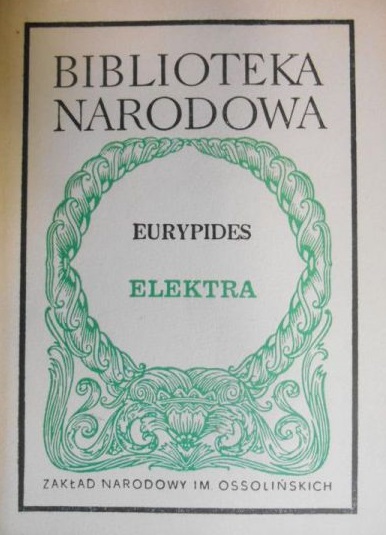 BIBLIOTEKA
NARODOWA
EURYPIDES
ELEKTRA
ZAKŁAD NARODOWY IM. OSSOLIŃSKICH